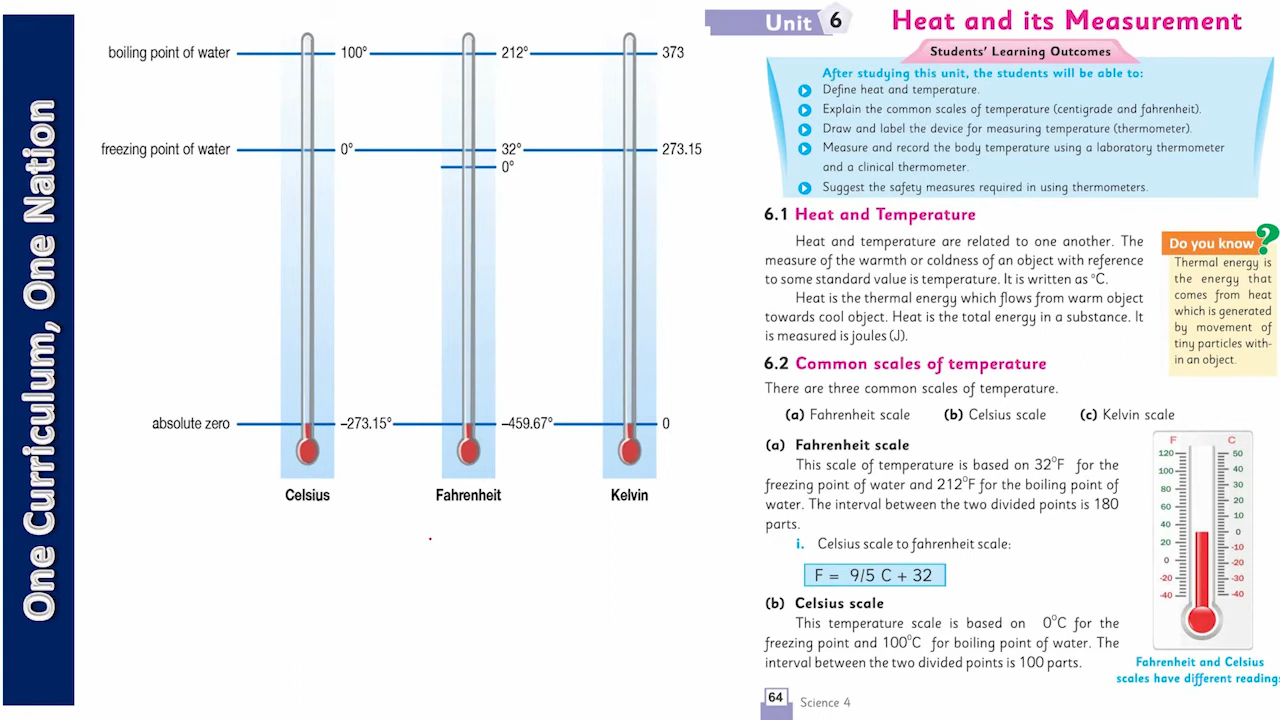 One Curriculum, One Nation
boiling point of water 100° 212° 373
freezing point of water 0° 32° 273.15
0°
absolute zero –273.15° –459.67° 0
Celsius Fahrenheit Kelvin
Unit 6
Heat and its Measurement
Students' Learning Outcomes
After studying this unit, the students will be able to:
Define heat and temperature.
Explain the common scales of temperature (centigrade and fahrenheit).
Draw and label the device for measuring temperature (thermometer).
Measure and record the body temperature using a laboratory thermometer
and a clinical thermometer.
Suggest the safety measures required in using thermometers.
6.1 Heat and Temperature
Heat and temperature are related to one another. The
measure of the warmth or coldness of an object with reference
to some standard value is temperature. It is written as °C.
Heat is the thermal energy which flows from warm object
towards cool object. Heat is the total energy in a substance. It
is measured is joules (J).
Do you know ?
Thermal energy is
the energy that
comes from heat
which is generated
by movement of
tiny particles with-
in an object.
6.2 Common scales of temperature
There are three common scales of temperature.
(a) Fahrenheit scale (b) Celsius scale (c) Kelvin scale
(a) Fahrenheit scale
This scale of temperature is based on 32°F for the
freezing point of water and 212°F for the boiling point of
water. The interval between the two divided points is 180
parts.
i. Celsius scale to fahrenheit scale:
F = 9/5 C + 32
(b) Celsius scale
This temperature scale is based on 0°C for the
freezing point and 100°C for boiling point of water. The
interval between the two divided points is 100 parts.
F C
120 50
100 40
80 30
60 20
40 10
20 0
0 -10
-20 -20
-40 -30
-40
Fahrenheit and Celsius
scales have different reading
64 Science 4